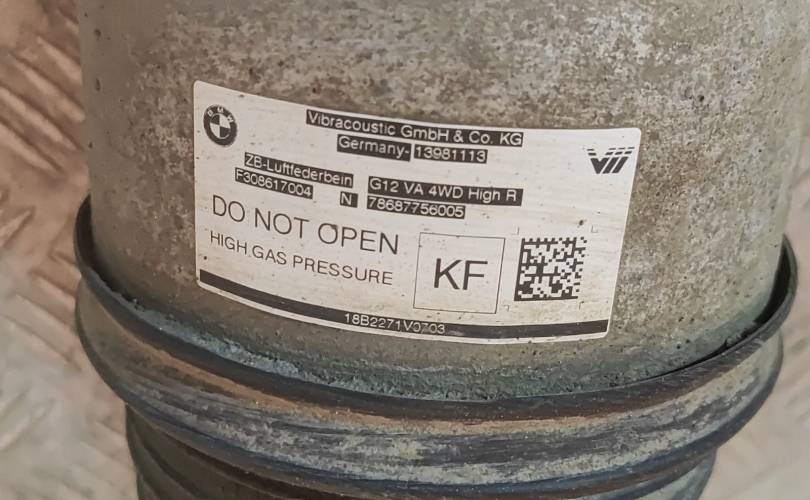 BMW
Vibracoustic GmbH & Co. KG
Germany- 13981113
ZB-Luftfederbein G12 VA 4WD High R
F308617004 N 78687756005
DO NOT OPEN
HIGH GAS PRESSURE
KF
18B2271V0703